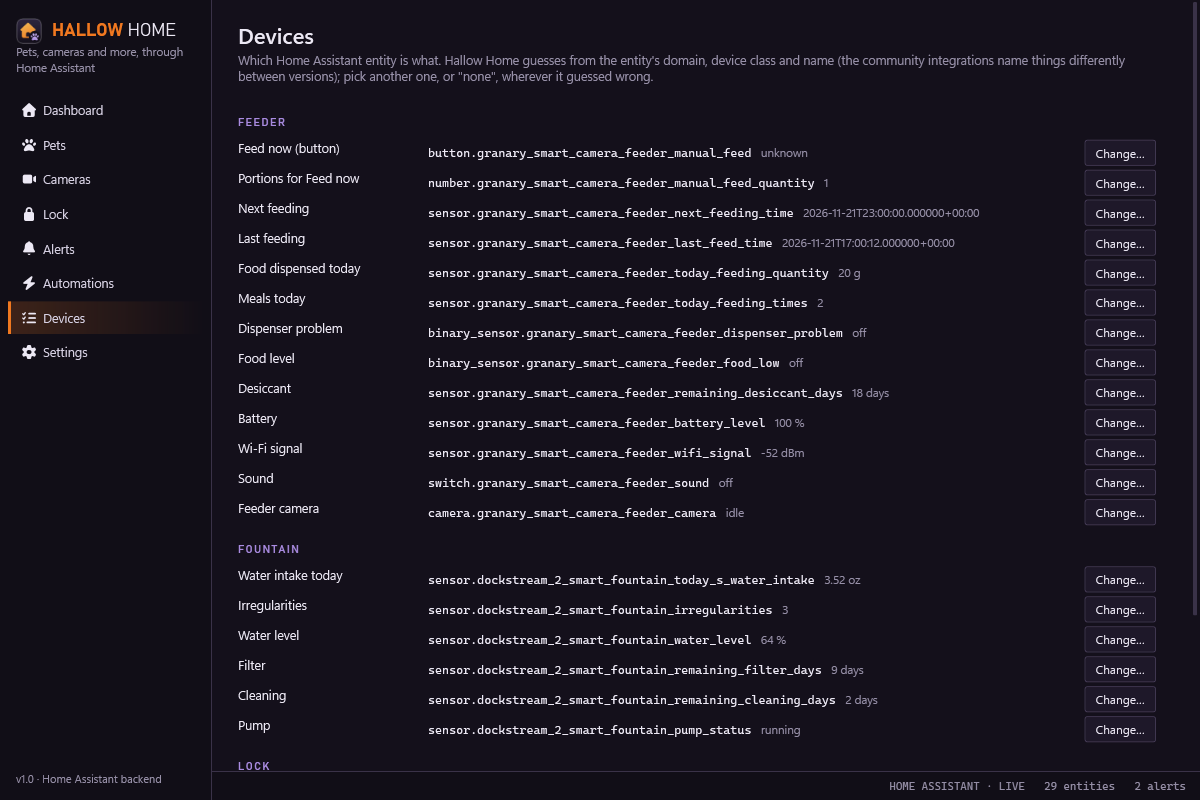 HALLOW HOME
Pets, cameras and more, through
Home Assistant
Dashboard
Pets
Cameras
Lock
Alerts
Automations
Devices
Settings
v1.0 · Home Assistant backend
Devices
Which Home Assistant entity is what. Hallow Home guesses from the entity's domain, device class and name (the community integrations name things differently
between versions); pick another one, or "none", wherever it guessed wrong.
FEEDER
Feed now (button) button.granary_smart_camera_feeder_manual_feed unknown Change...
Portions for Feed now number.granary_smart_camera_feeder_manual_feed_quantity 1 Change...
Next feeding sensor.granary_smart_camera_feeder_next_feeding_time 2026-11-21T23:00:00.000000+00:00 Change...
Last feeding sensor.granary_smart_camera_feeder_last_feed_time 2026-11-21T17:00:12.000000+00:00 Change...
Food dispensed today sensor.granary_smart_camera_feeder_today_feeding_quantity 20 g Change...
Meals today sensor.granary_smart_camera_feeder_today_feeding_times 2 Change...
Dispenser problem binary_sensor.granary_smart_camera_feeder_dispenser_problem off Change...
Food level binary_sensor.granary_smart_camera_feeder_food_low off Change...
Desiccant sensor.granary_smart_camera_feeder_remaining_desiccant_days 18 days Change...
Battery sensor.granary_smart_camera_feeder_battery_level 100 % Change...
Wi-Fi signal sensor.granary_smart_camera_feeder_wifi_signal -52 dBm Change...
Sound switch.granary_smart_camera_feeder_sound off Change...
Feeder camera camera.granary_smart_camera_feeder_camera idle Change...
FOUNTAIN
Water intake today sensor.dockstream_2_smart_fountain_today_s_water_intake 3.52 oz Change...
Irregularities sensor.dockstream_2_smart_fountain_irregularities 3 Change...
Water level sensor.dockstream_2_smart_fountain_water_level 64 % Change...
Filter sensor.dockstream_2_smart_fountain_remaining_filter_days 9 days Change...
Cleaning sensor.dockstream_2_smart_fountain_remaining_cleaning_days 2 days Change...
Pump sensor.dockstream_2_smart_fountain_pump_status running Change...
LOCK
HOME ASSISTANT · LIVE 29 entities 2 alerts